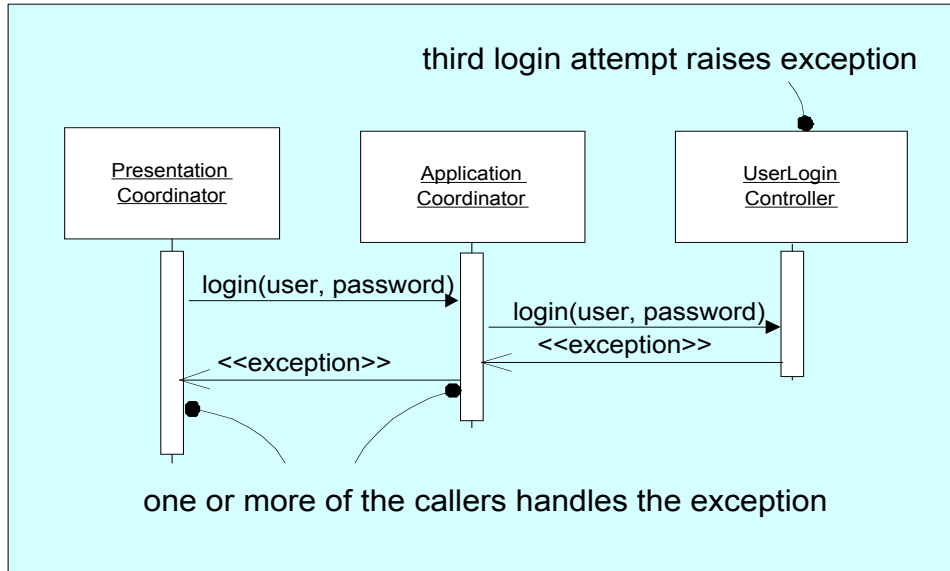 third login attempt raises exception
Presentation
Coordinator
Application
Coordinator
UserLogin
Controller
login(user, password)
login(user, password)
<<exception>>
<<exception>>
one or more of the callers handles the exception